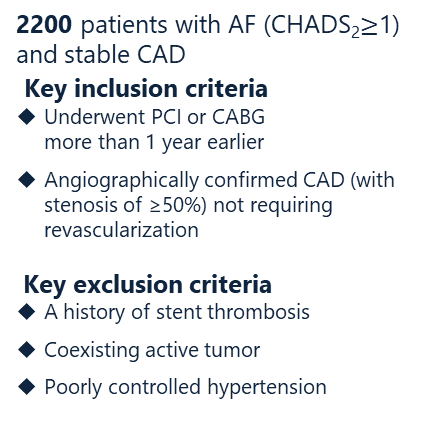 2200 patients with AF (CHADS₂≥1)
and stable CAD
Key inclusion criteria
◆ Underwent PCI or CABG
more than 1 year earlier
◆ Angiographically confirmed CAD (with
stenosis of ≥50%) not requiring
revascularization
Key exclusion criteria
◆ A history of stent thrombosis
◆ Coexisting active tumor
◆ Poorly controlled hypertension